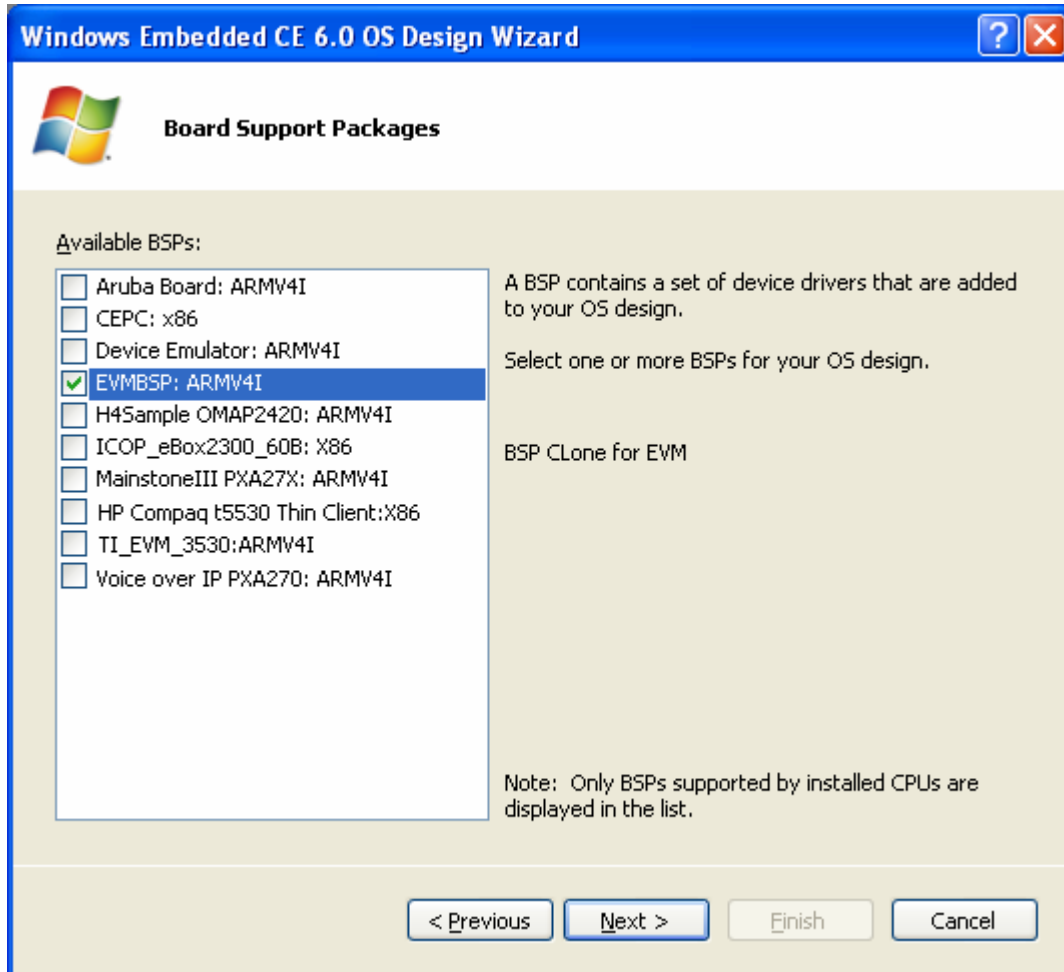 Windows Embedded CE 6.0 OS Design Wizard
Board Support Packages
Available BSPs:
Aruba Board: ARMV4I
CEPC: x86
Device Emulator: ARMV4I
EVMBSP: ARMV4I
H4Sample OMAP2420: ARMV4I
ICOP_eBox2300_60B: X86
MainstoneIII PXA27X: ARMV4I
HP Compaq t5530 Thin Client:X86
TI_EVM_3530:ARMV4I
Voice over IP PXA270: ARMV4I
A BSP contains a set of device drivers that are added
to your OS design.
Select one or more BSPs for your OS design.
BSP CLone for EVM
Note:  Only BSPs supported by installed CPUs are
displayed in the list.
< Previous
Next >
Finish
Cancel